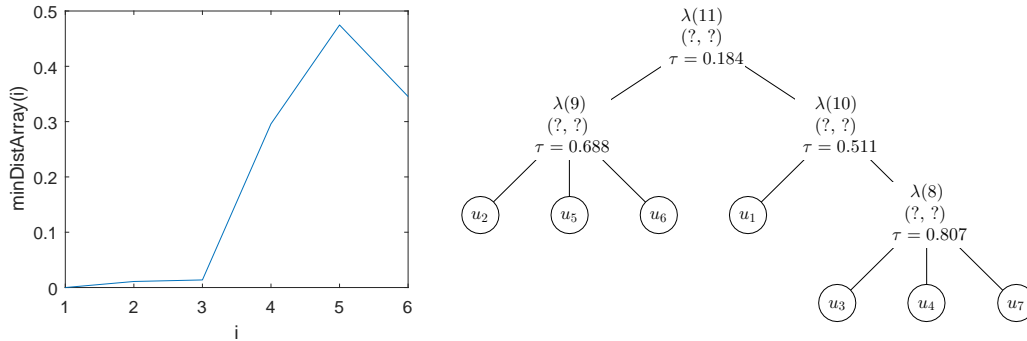 0.5
0.4
0.3
0.2
0.1
0
1 2 3 4 5 6
i
minDistArray(i)
λ(11)
(?, ?)
τ = 0.184
λ(9)
(?, ?)
τ = 0.688
λ(10)
(?, ?)
τ = 0.511
u₂ u₅ u₆ u₁
λ(8)
(?, ?)
τ = 0.807
u₃ u₄ u₇